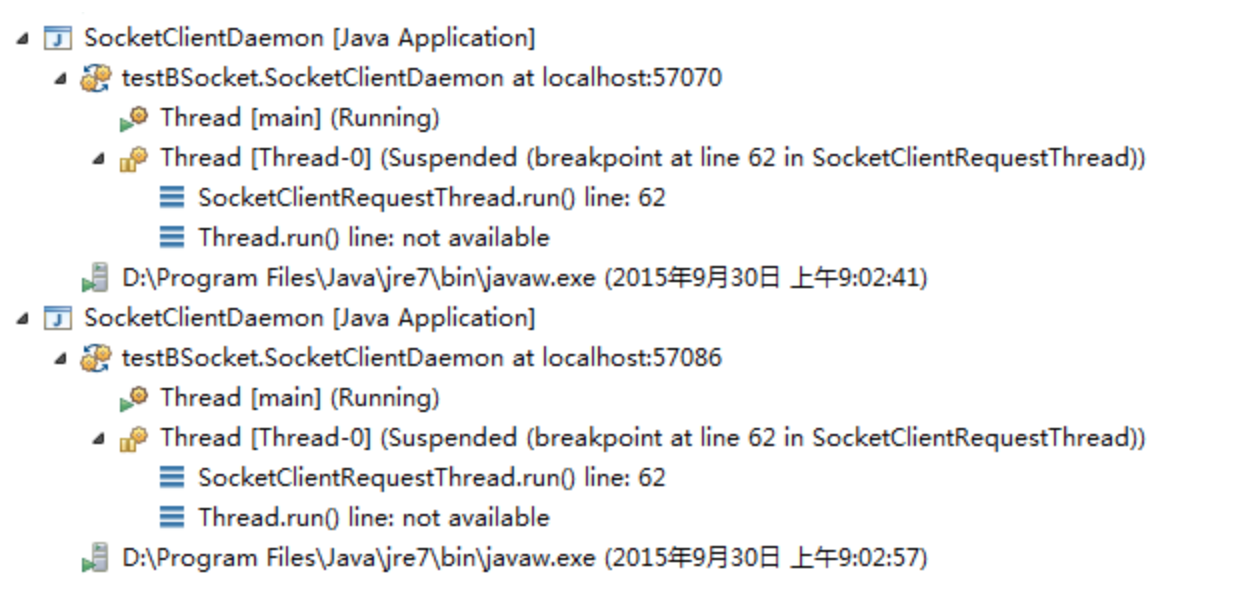 SocketClientDaemon [Java Application]
testBSocket.SocketClientDaemon at localhost:57070
Thread [main] (Running)
Thread [Thread-0] (Suspended (breakpoint at line 62 in SocketClientRequestThread))
SocketClientRequestThread.run() line: 62
Thread.run() line: not available
D:\Program Files\Java\jre7\bin\javaw.exe (2015年9月30日 上午9:02:41)
SocketClientDaemon [Java Application]
testBSocket.SocketClientDaemon at localhost:57086
Thread [main] (Running)
Thread [Thread-0] (Suspended (breakpoint at line 62 in SocketClientRequestThread))
SocketClientRequestThread.run() line: 62
Thread.run() line: not available
D:\Program Files\Java\jre7\bin\javaw.exe (2015年9月30日 上午9:02:57)